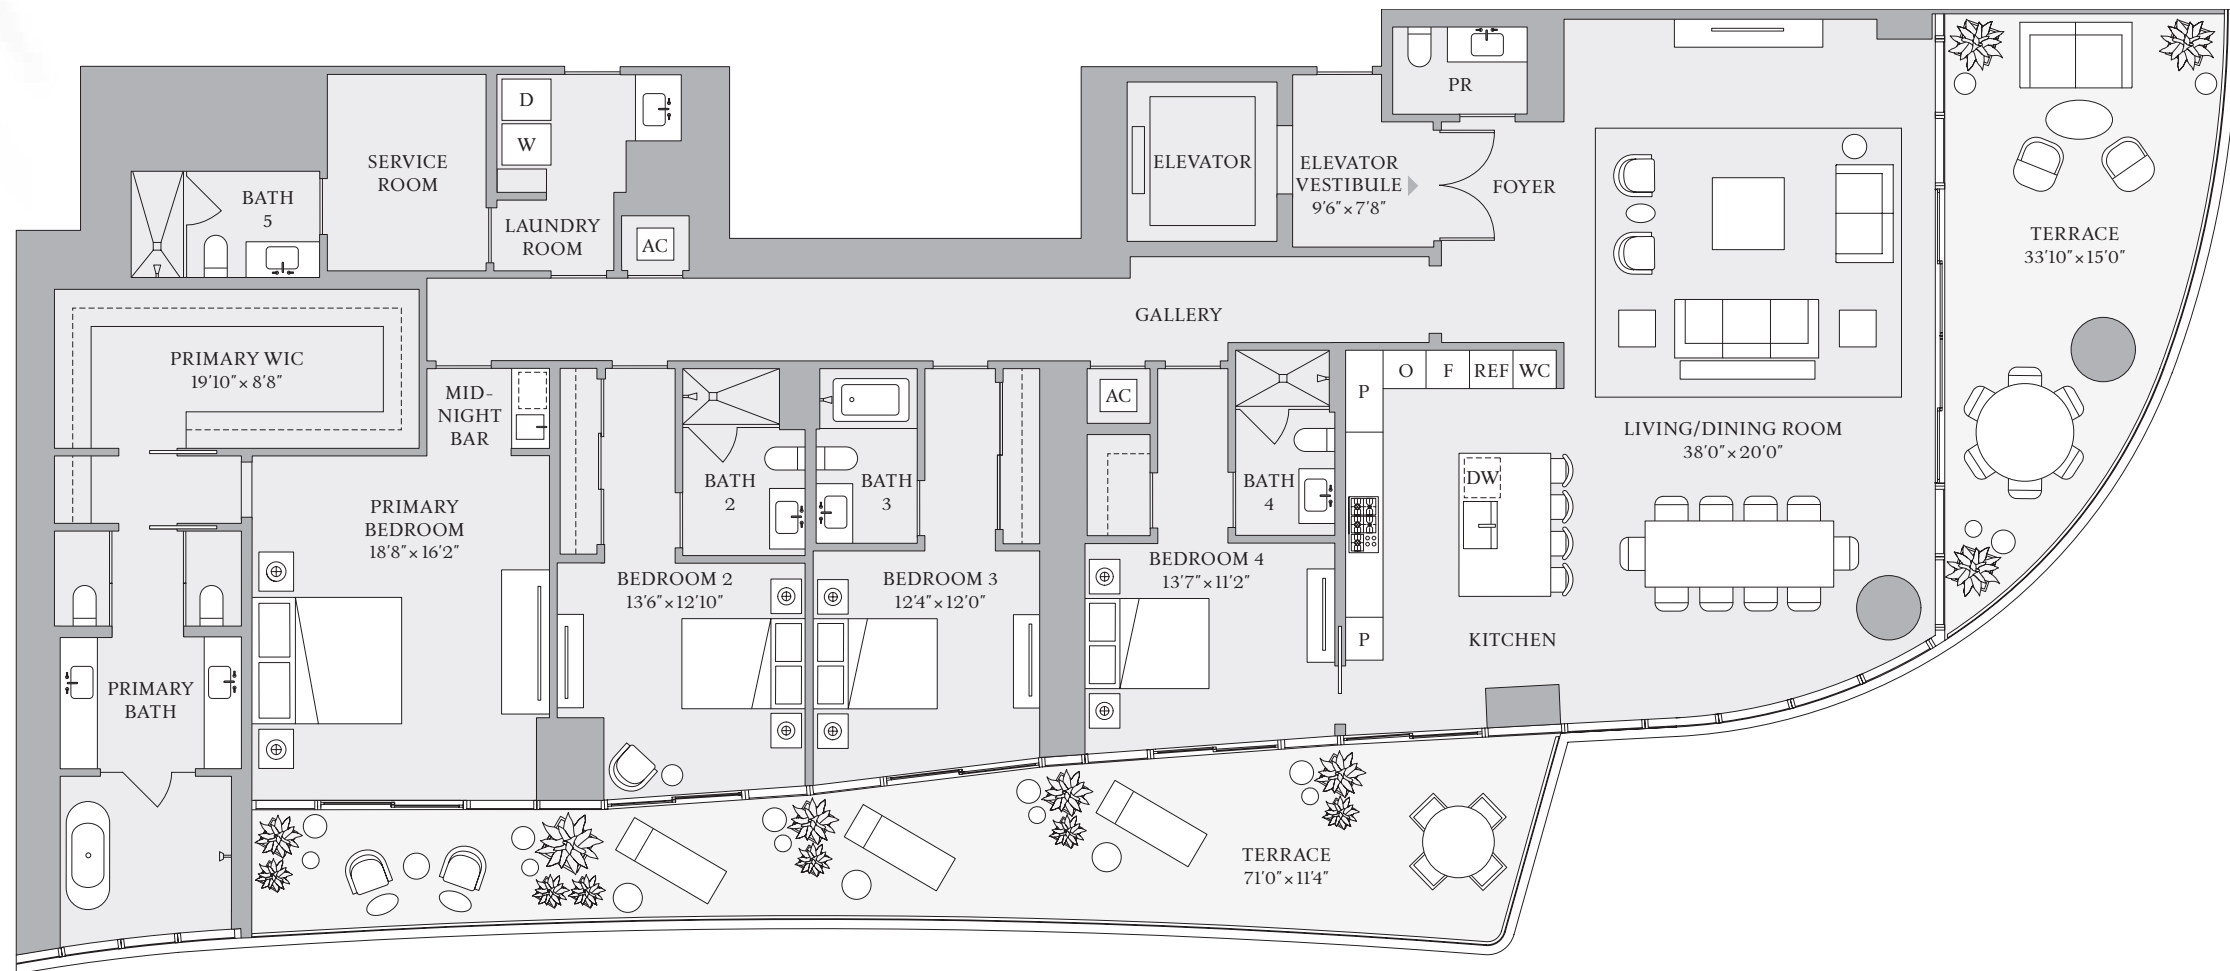 PR
D
W
SERVICE
ROOM
BATH
5
LAUNDRY
ROOM
AC
ELEVATOR
ELEVATOR
VESTIBULE
9'6" × 7'8"
FOYER
TERRACE
33'10" × 15'0"
GALLERY
PRIMARY WIC
19'10" × 8'8"
MID-
NIGHT
BAR
AC
P
O
F
REF
WC
LIVING/DINING ROOM
38'0" × 20'0"
PRIMARY
BEDROOM
18'8" × 16'2"
BATH
2
BATH
3
BATH
4
DW
BEDROOM 2
13'6" × 12'10"
BEDROOM 3
12'4" × 12'0"
BEDROOM 4
13'7" × 11'2"
P
KITCHEN
PRIMARY
BATH
TERRACE
71'0" × 11'4"